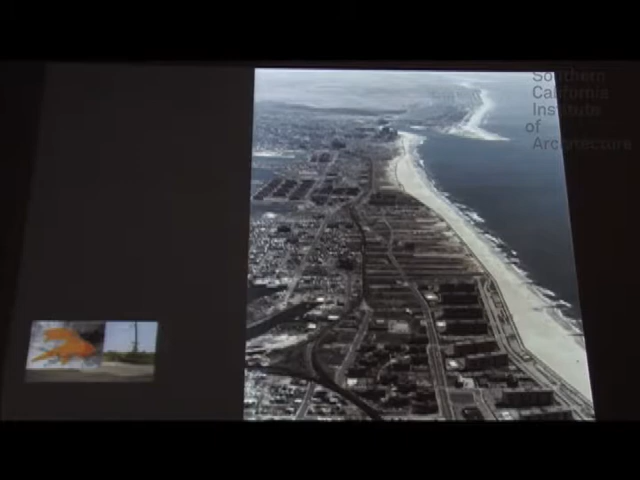 Southern
California
Institute
of
Architecture